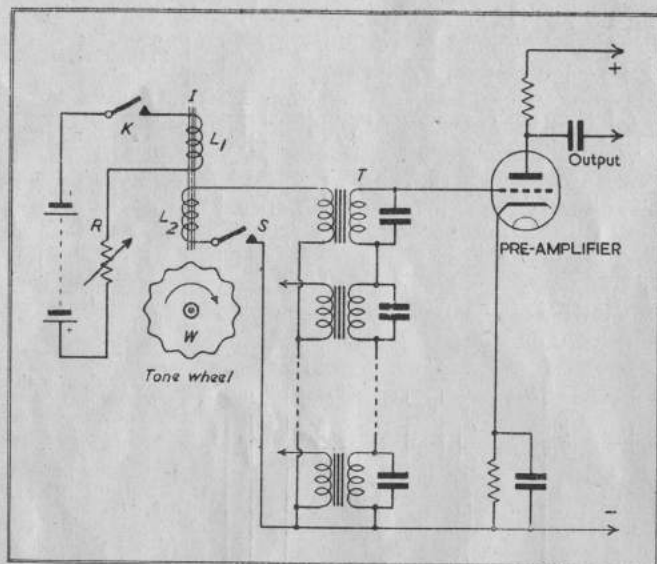 I
K
L1
+
T
Output
R
L2
S
PRE-AMPLIFIER
W
Tone wheel
+
-